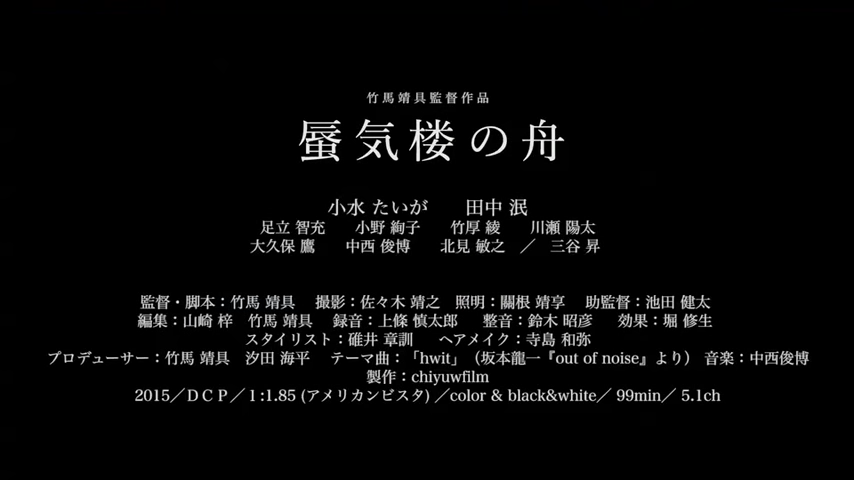 竹馬靖具監督作品
蜃気楼の舟
小水 たいが　　田中 泯
足立 智充　　小野 絢子　　竹厚 綾　　川瀬 陽太
大久保 鷹　　中西 俊博　　北見 敏之　／　三谷 昇
監督・脚本：竹馬 靖具　撮影：佐々木 靖之　照明：關根 靖享　助監督：池田 健太
編集：山崎 梓　竹馬 靖具　録音：上條 慎太郎　整音：鈴木 昭彦　効果：堀 修生
スタイリスト：碓井 章訓　ヘアメイク：寺島 和弥
プロデューサー：竹馬 靖具　汐田 海平　テーマ曲：「hwit」（坂本龍一『out of noise』より） 音楽：中西俊博
製作：chiyuwfilm
2015／ＤＣＰ／１:1.85 (アメリカンビスタ) ／color & black&white／ 99min／ 5.1ch